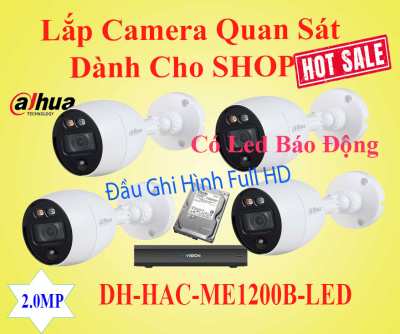 Lắp Camera Quan Sát
Dành Cho SHOP
HOT SALE
alhua
TECHNOLOGY
Có Led Báo Động
Đầu Ghi Hình Full HD
2.0MP
DH-HAC-ME1200B-LED